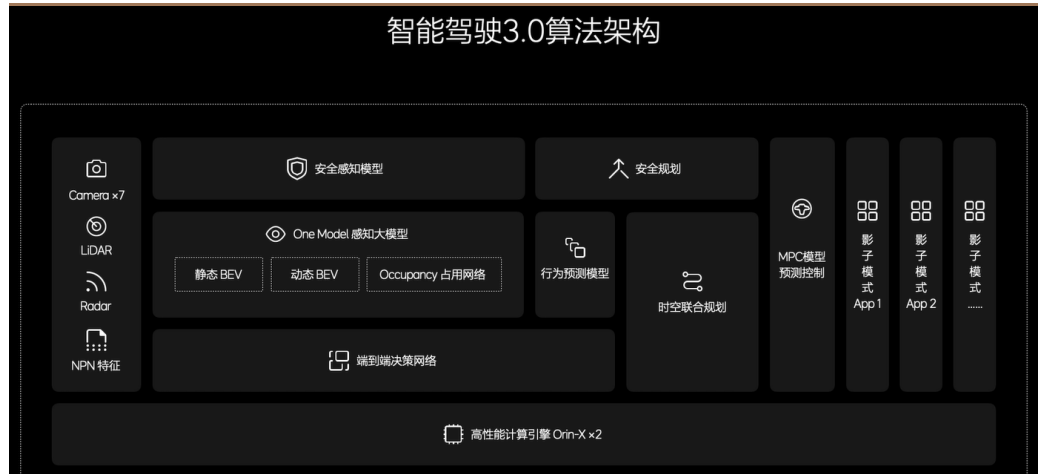 智能驾驶3.0算法架构
Camera ×7
LiDAR
Radar
NPN 特征
安全感知模型
One Model 感知大模型
静态 BEV
动态 BEV
Occupancy 占用网络
端到端决策网络
行为预测模型
安全规划
时空联合规划
MPC模型
预测控制
影
子
模
式
App 1
影
子
模
式
App 2
影
子
模
式
......
高性能计算引擎 Orin-X ×2